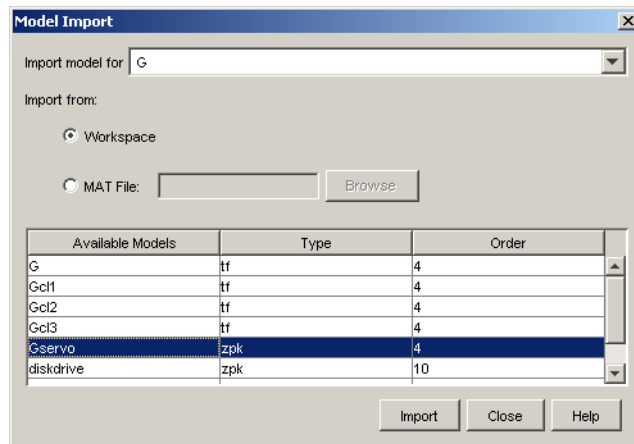 Model Import
Import model for G
Import from:
Workspace
MAT File: Browse
Available Models Type Order
G tf 4
Gcl1 tf 4
Gcl2 tf 4
Gcl3 tf 4
Gservo zpk 4
diskdrive zpk 10
Import Close Help